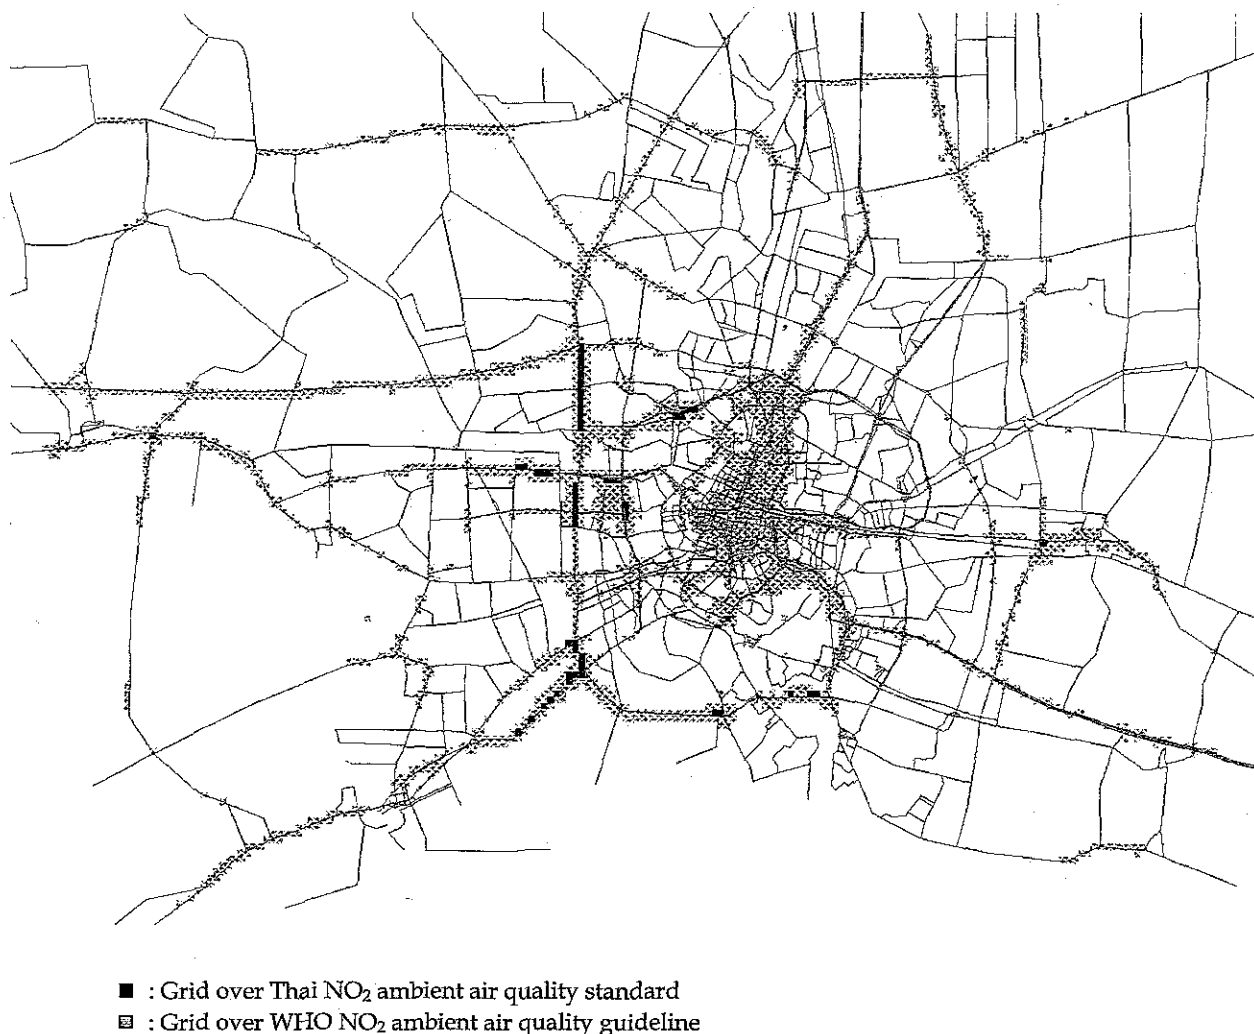 ■ : Grid over Thai NO₂ ambient air quality standard
▩ : Grid over WHO NO₂ ambient air quality guideline